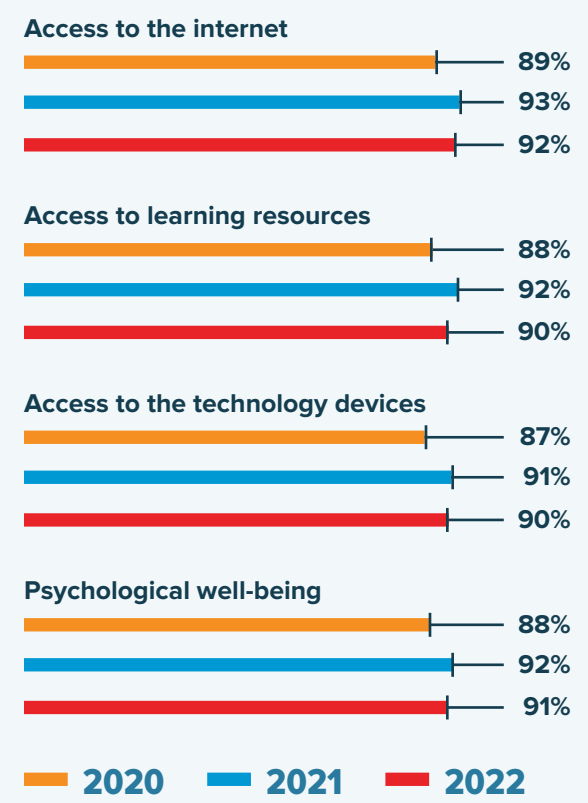 Access to the internet
89%
93%
92%
Access to learning resources
88%
92%
90%
Access to the technology devices
87%
91%
90%
Psychological well-being
88%
92%
91%
2020 2021 2022